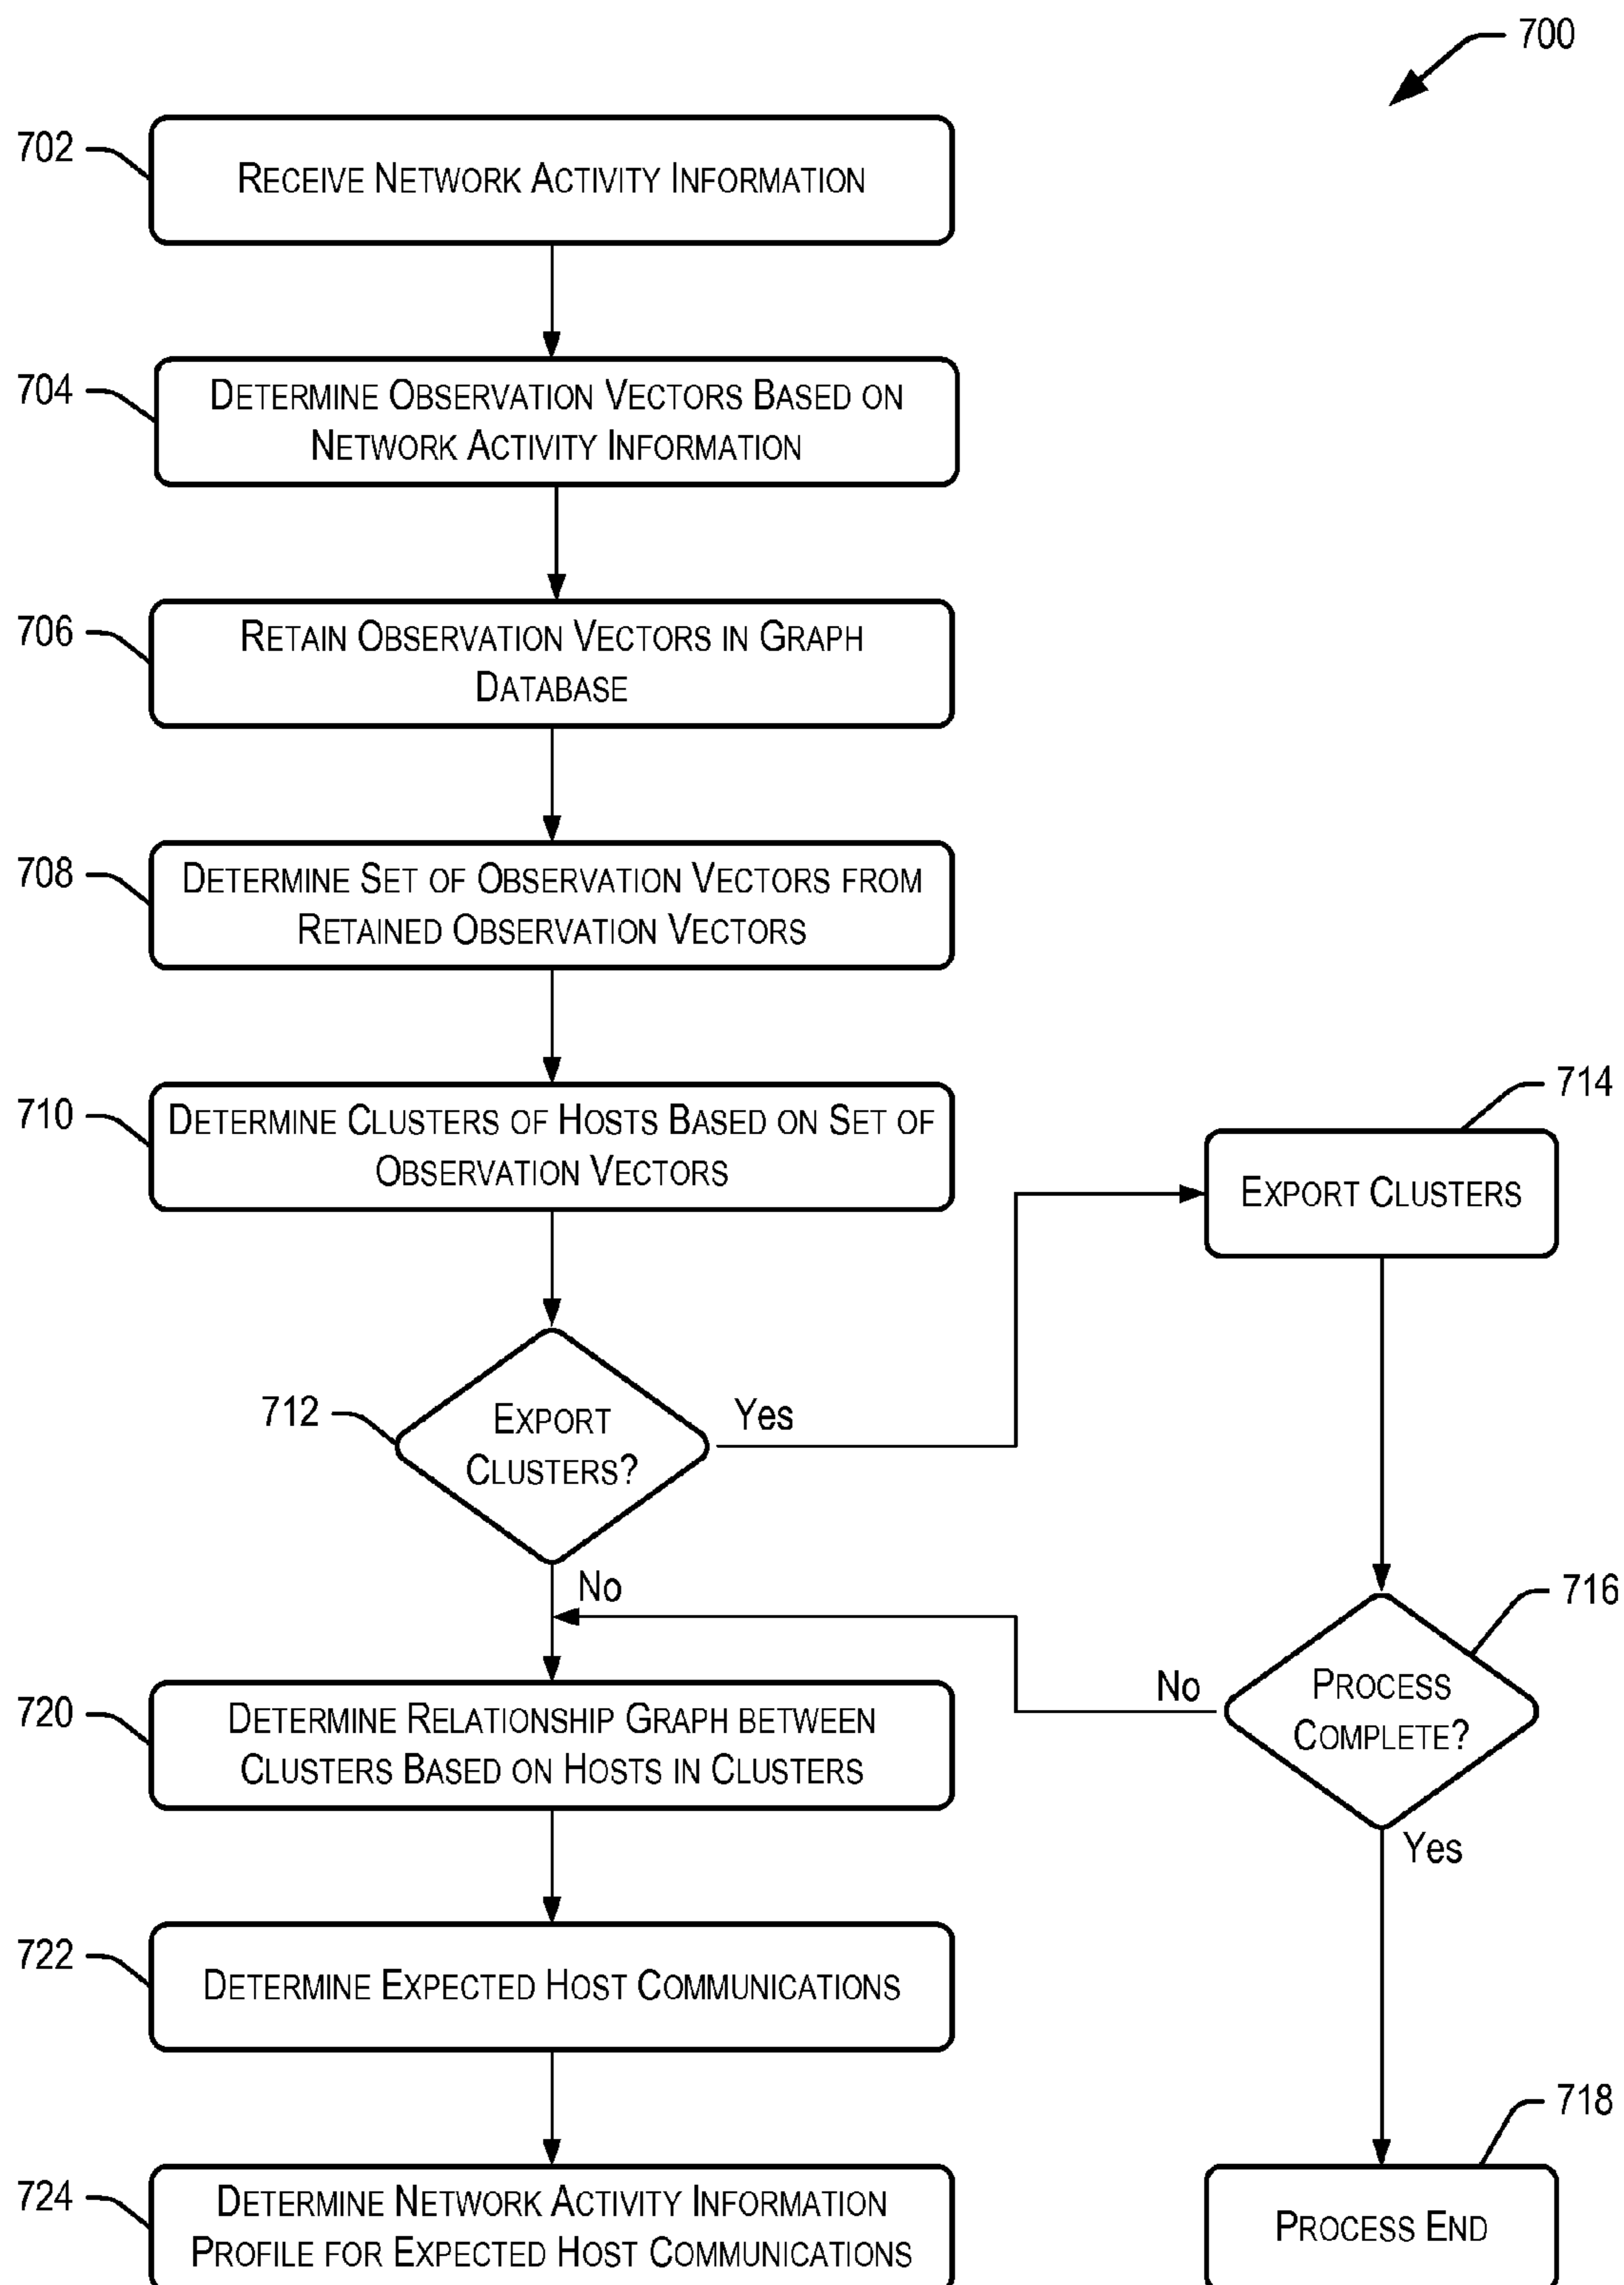 700
702
RECEIVE NETWORK ACTIVITY INFORMATION
704
DETERMINE OBSERVATION VECTORS BASED ON
NETWORK ACTIVITY INFORMATION
706
RETAIN OBSERVATION VECTORS IN GRAPH
DATABASE
708
DETERMINE SET OF OBSERVATION VECTORS FROM
RETAINED OBSERVATION VECTORS
710
DETERMINE CLUSTERS OF HOSTS BASED ON SET OF
OBSERVATION VECTORS
714
EXPORT CLUSTERS
712
EXPORT
CLUSTERS?
Yes
No
716
PROCESS
COMPLETE?
No
Yes
720
DETERMINE RELATIONSHIP GRAPH BETWEEN
CLUSTERS BASED ON HOSTS IN CLUSTERS
722
DETERMINE EXPECTED HOST COMMUNICATIONS
718
PROCESS END
724
DETERMINE NETWORK ACTIVITY INFORMATION
PROFILE FOR EXPECTED HOST COMMUNICATIONS